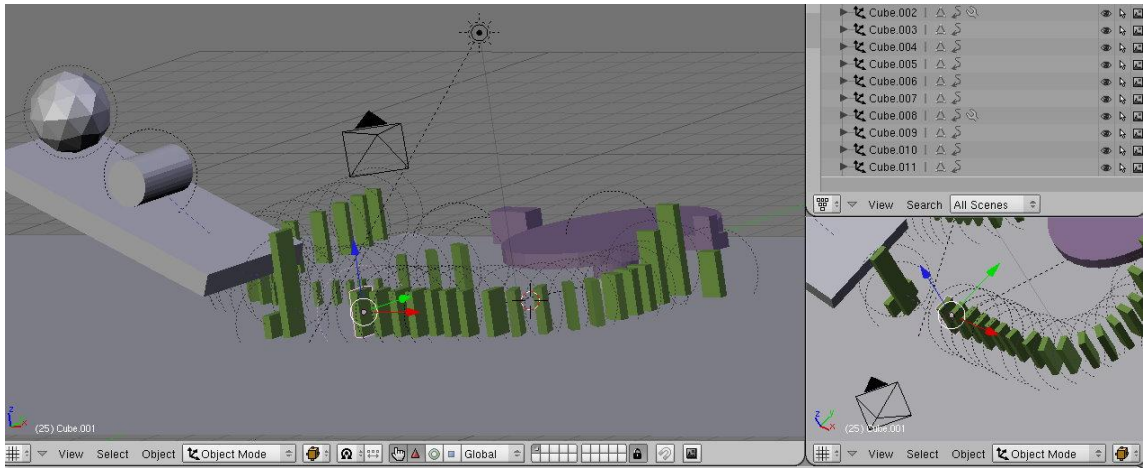 Cube.002
Cube.003
Cube.004
Cube.005
Cube.006
Cube.007
Cube.008
Cube.009
Cube.010
Cube.011
View Search All Scenes
z
x
(25) Cube.001
z y
x
(25) Cube.001
View Select Object Object Mode Global
View Select Object Object Mode